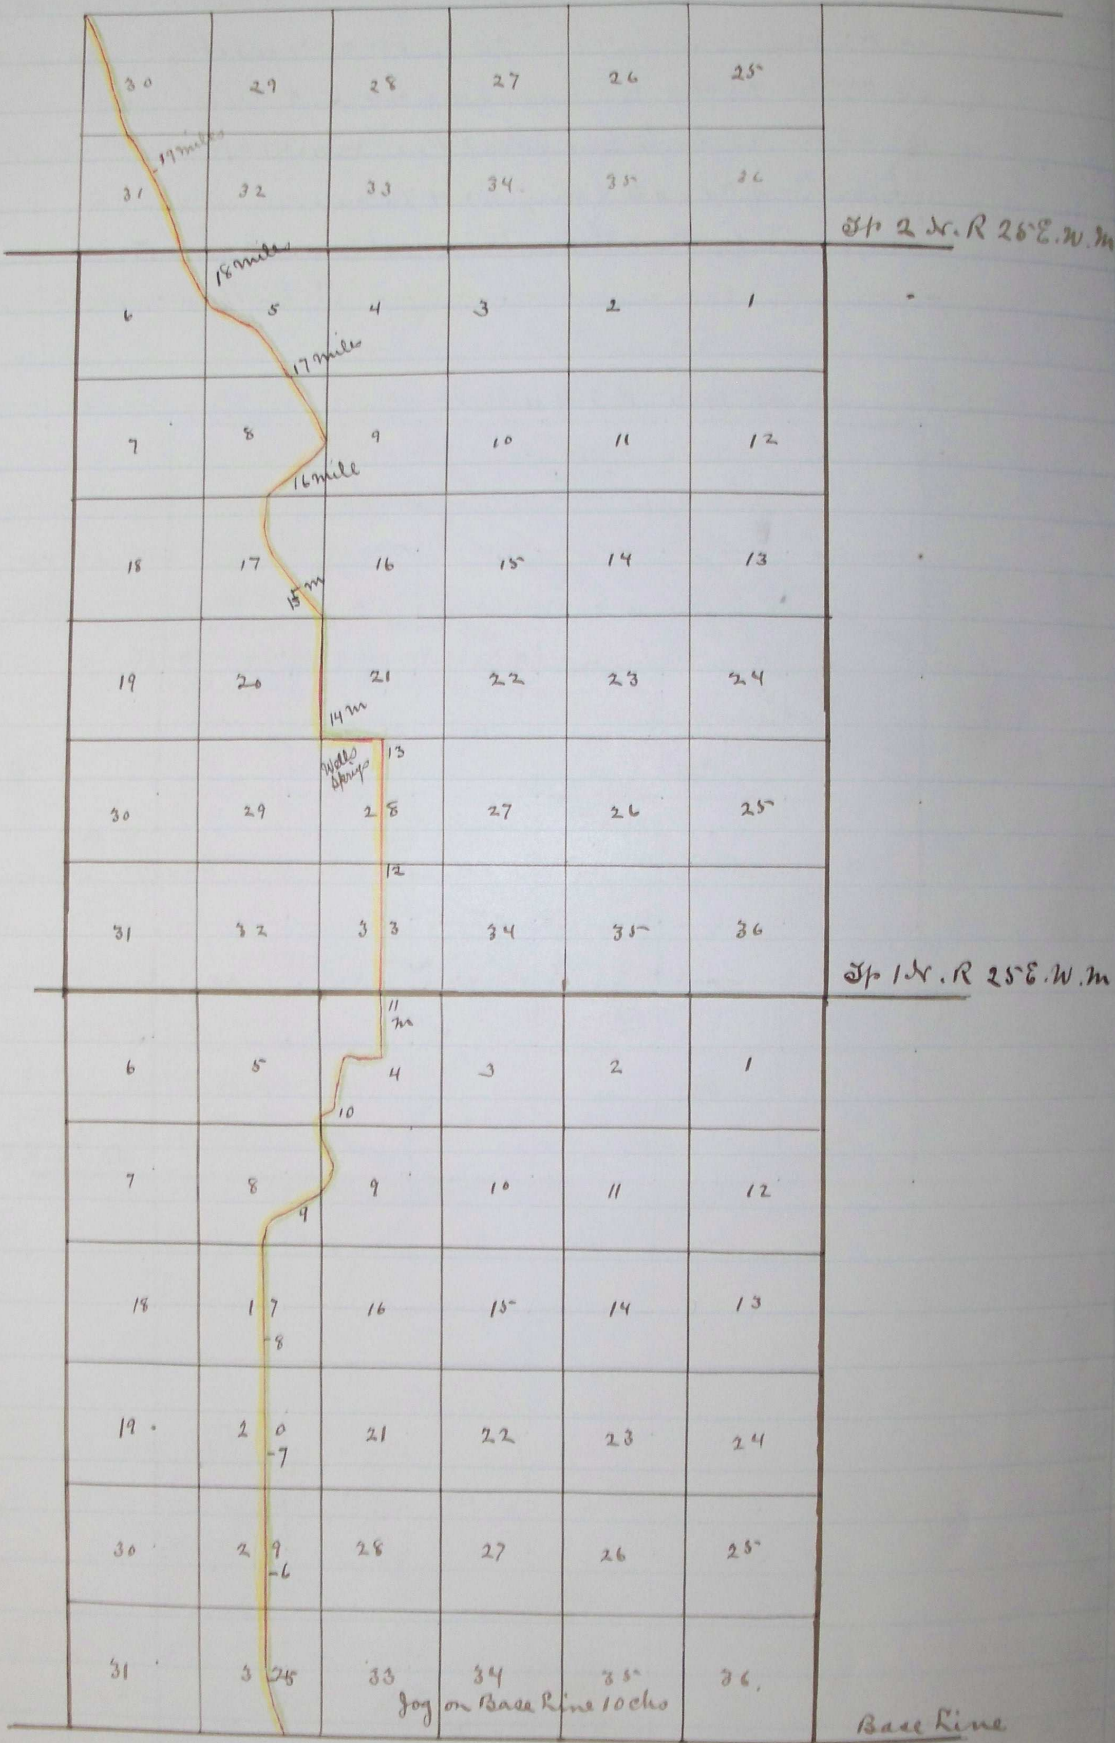 30 29 28 27 26 25
19 miles
31 32 33 34 35 36
Tp 2 N. R 25 E. W. M
18 miles
6 5 4 3 2 1
17 miles
7 8 9 10 11 12
16 mile
18 17 16 15 14 13
15 m
19 20 21 22 23 24
14 m
13
Wells
Springs
30 29 28 27 26 25
12
31 32 33 34 35 36
Tp 1 N. R 25 E. W. M
11
m
6 5 4 3 2 1
10
7 8 9 10 11 12
9
18 17 16 15 14 13
8
19 20 21 22 23 24
7
30 29 28 27 26 25
6
31 32 5 33 34 35 36.
Jog on Base Line 10 chs
Base Line